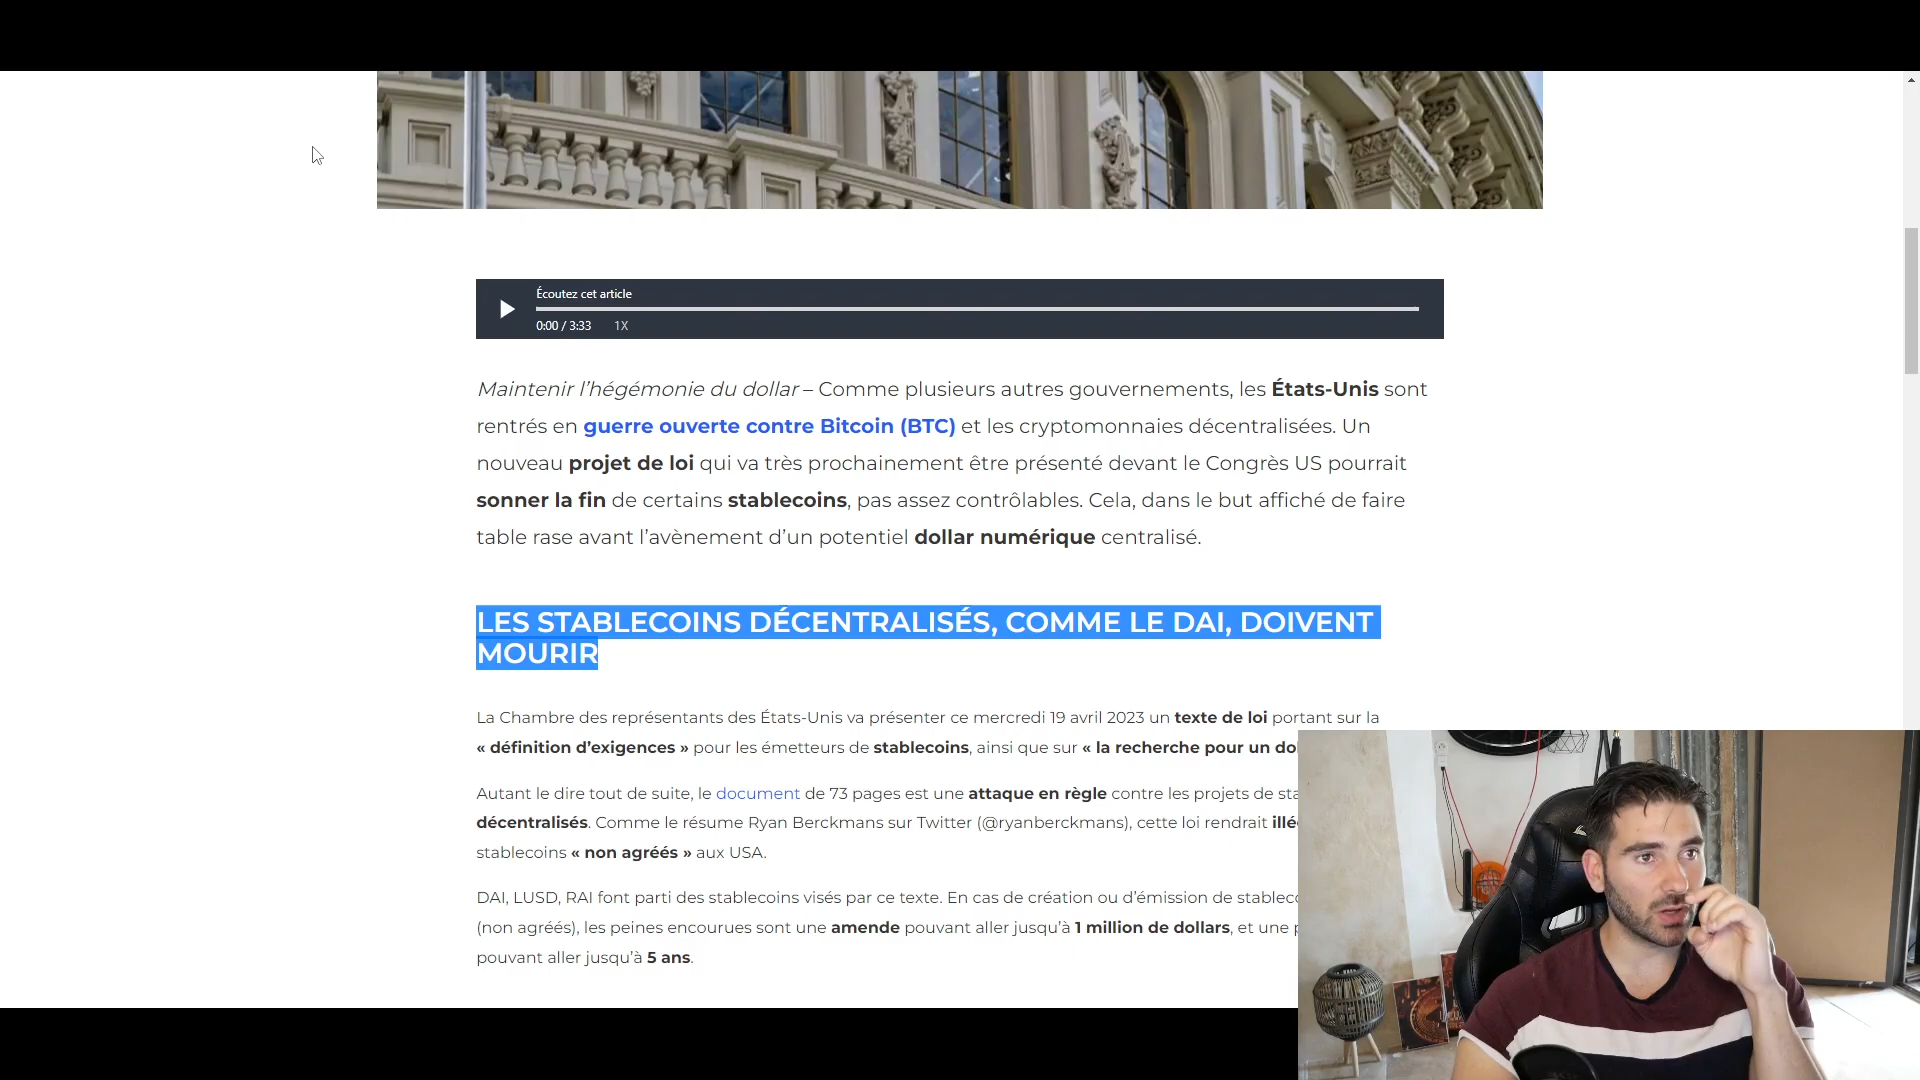 Écoutez cet article
0:00 / 3:33 1X
Maintenir l'hégémonie du dollar – Comme plusieurs autres gouvernements, les États-Unis sont
rentrés en guerre ouverte contre Bitcoin (BTC) et les cryptomonnaies décentralisées. Un
nouveau projet de loi qui va très prochainement être présenté devant le Congrès US pourrait
sonner la fin de certains stablecoins, pas assez contrôlables. Cela, dans le but affiché de faire
table rase avant l'avènement d'un potentiel dollar numérique centralisé.
LES STABLECOINS DÉCENTRALISÉS, COMME LE DAI, DOIVENT
MOURIR
La Chambre des représentants des États-Unis va présenter ce mercredi 19 avril 2023 un texte de loi portant sur la
« définition d'exigences » pour les émetteurs de stablecoins, ainsi que sur « la recherche pour un
Autant le dire tout de suite, le document de 73 pages est une attaque en règle contre les projets de
décentralisés. Comme le résume Ryan Berckmans sur Twitter (@ryanberckmans), cette loi rendrait
stablecoins « non agréés » aux USA.
DAI, LUSD, RAI font parti des stablecoins visés par ce texte. En cas de création ou d'émission de
(non agréés), les peines encourues sont une amende pouvant aller jusqu'à 1 million de dollars, et une
pouvant aller jusqu'à 5 ans.